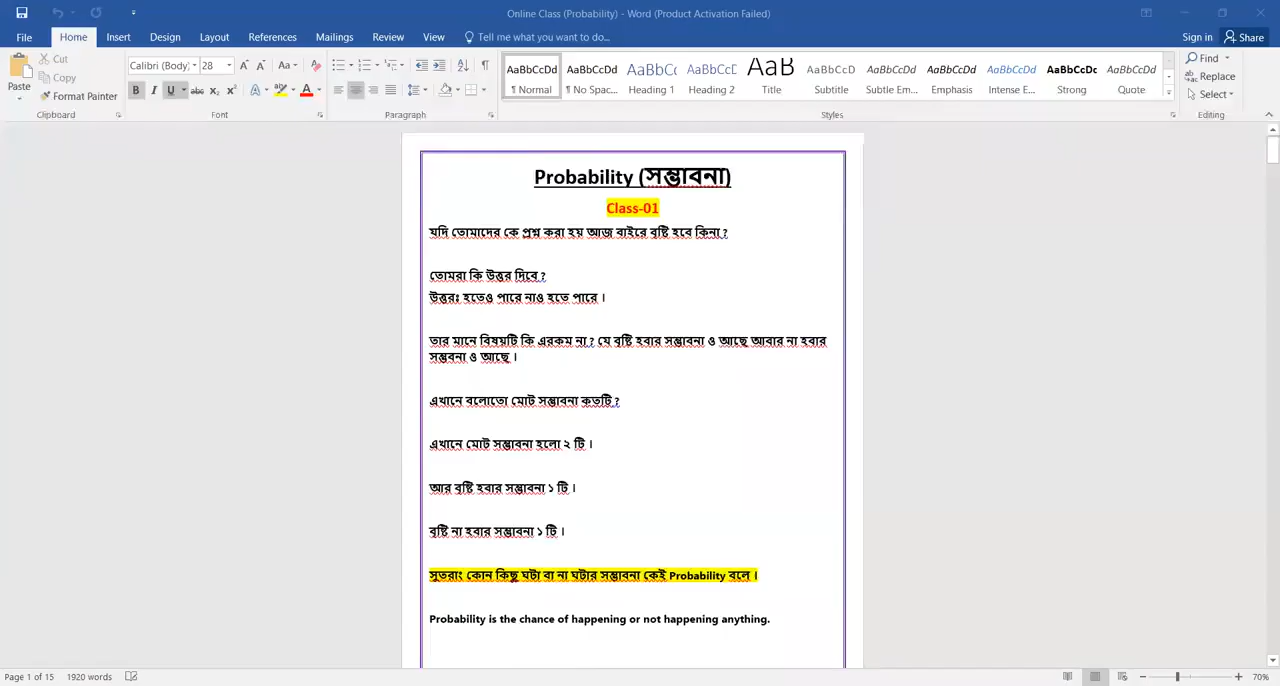 Online Class (Probability) - Word (Product Activation Failed)
File Home Insert Design Layout References Mailings Review View Tell me what you want to do... Sign in Share
Paste Cut Copy Format Painter
Calibri (Body) 28
AaBbCcDd AaBbCcDd AaBbCc AaBbCcD AaB AaBbCcD AaBbCcDd AaBbCcDd AaBbCcDd AaBbCcDc AaBbCcDd
¶ Normal ¶ No Spac... Heading 1 Heading 2 Title Subtitle Subtle Em... Emphasis Intense E... Strong Quote
Find Replace Select
Clipboard Font Paragraph Styles Editing
Probability (সম্ভাবনা)
Class-01
যদি তোমাদের কে প্রশ্ন করা হয় আজ বাইরে বৃষ্টি হবে কিনা ?
তোমরা কি উত্তর দিবে ?
উত্তরঃ হতেও পারে নাও হতে পারে ।
তার মানে বিষয়টি কি এরকম না ? যে বৃষ্টি হবার সম্ভাবনা ও আছে আবার না হবার
সম্ভবনা ও আছে ।
এখানে বলোতো মোট সম্ভাবনা কতটি ?
এখানে মোট সম্ভাবনা হলো ২ টি ।
আর বৃষ্টি হবার সম্ভাবনা ১ টি ।
বৃষ্টি না হবার সম্ভাবনা ১ টি ।
সুতরাং কোন কিছু ঘটা বা না ঘটার সম্ভাবনা কেই Probability বলে ।
Probability is the chance of happening or not happening anything.
Page 1 of 15 1920 words 70%